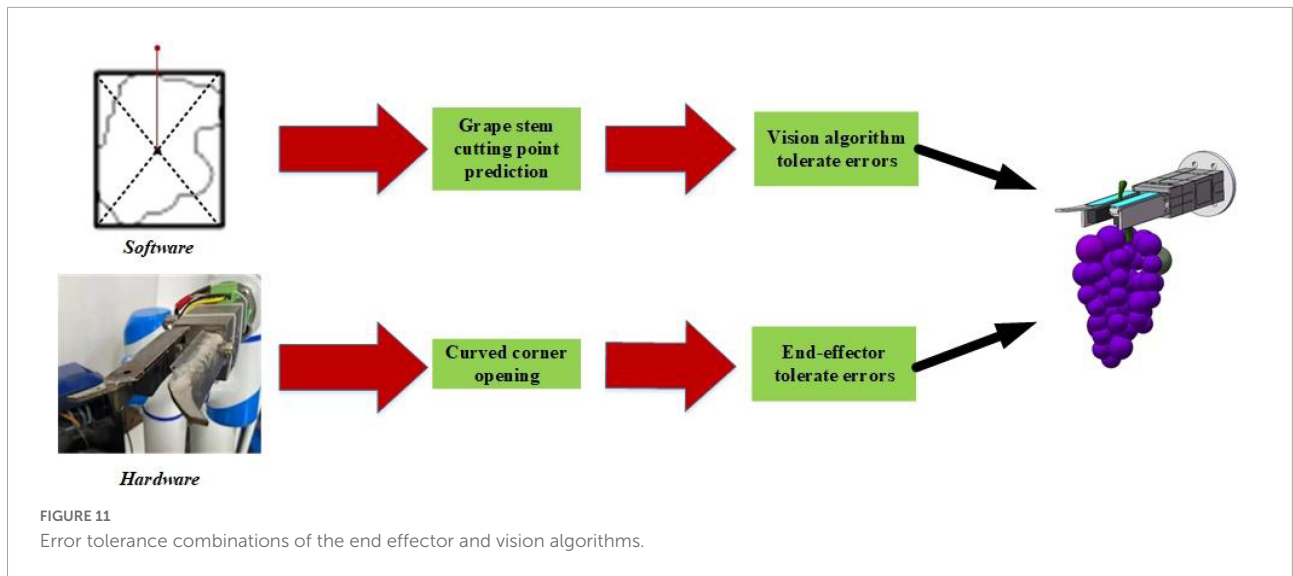 Grape stem
cutting point
prediction
Vision algorithm
tolerate errors
Software
Curved corner
opening
End-effector
tolerate errors
Hardware
FIGURE 11
Error tolerance combinations of the end effector and vision algorithms.